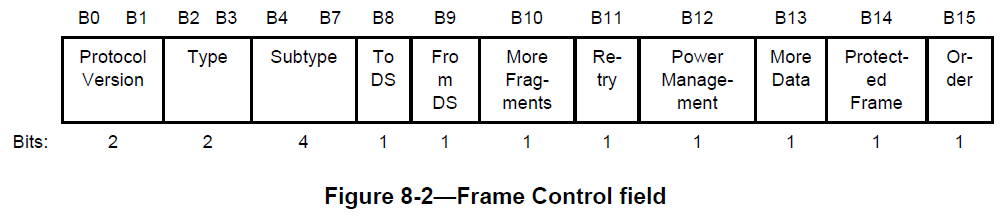 B0 B1 B2 B3 B4 B7 B8 B9 B10 B11 B12 B13 B14 B15
Protocol Type Subtype To Fro More Re- Power More Protect- Or-
Version DS m Frag- try Manage- Data ed der
DS ments ment Frame
Bits: 2 2 4 1 1 1 1 1 1 1 1
Figure 8-2—Frame Control field